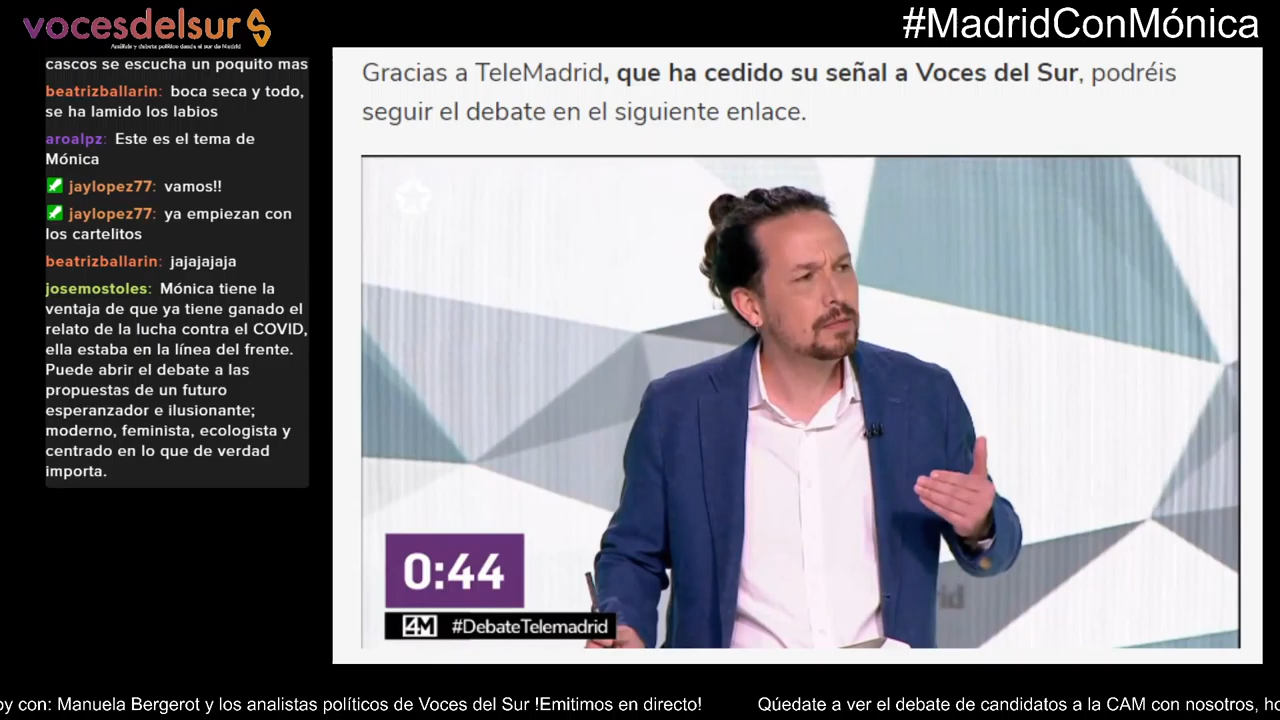 vocesdelsur
Análisis y debate político desde el sur de Madrid
#MadridConMónica
cascos se escucha un poquito mas
beatrizballarin: boca seca y todo,
se ha lamido los labios
aroalpz: Este es el tema de
Mónica
jaylopez77: vamos!!
jaylopez77: ya empiezan con
los cartelitos
beatrizballarin: jajajajaja
josemostoles: Mónica tiene la
ventaja de que ya tiene ganado el
relato de la lucha contra el COVID,
ella estaba en la línea del frente.
Puede abrir el debate a las
propuestas de un futuro
esperanzador e ilusionante;
moderno, feminista, ecologista y
centrado en lo que de verdad
importa.
Gracias a TeleMadrid, que ha cedido su señal a Voces del Sur, podréis
seguir el debate en el siguiente enlace.
0:44
4M #DebateTelemadrid
oy con: Manuela Bergerot y los analistas políticos de Voces del Sur !Emitimos en directo! Qúedate a ver el debate de candidatos a la CAM con nosotros, ho